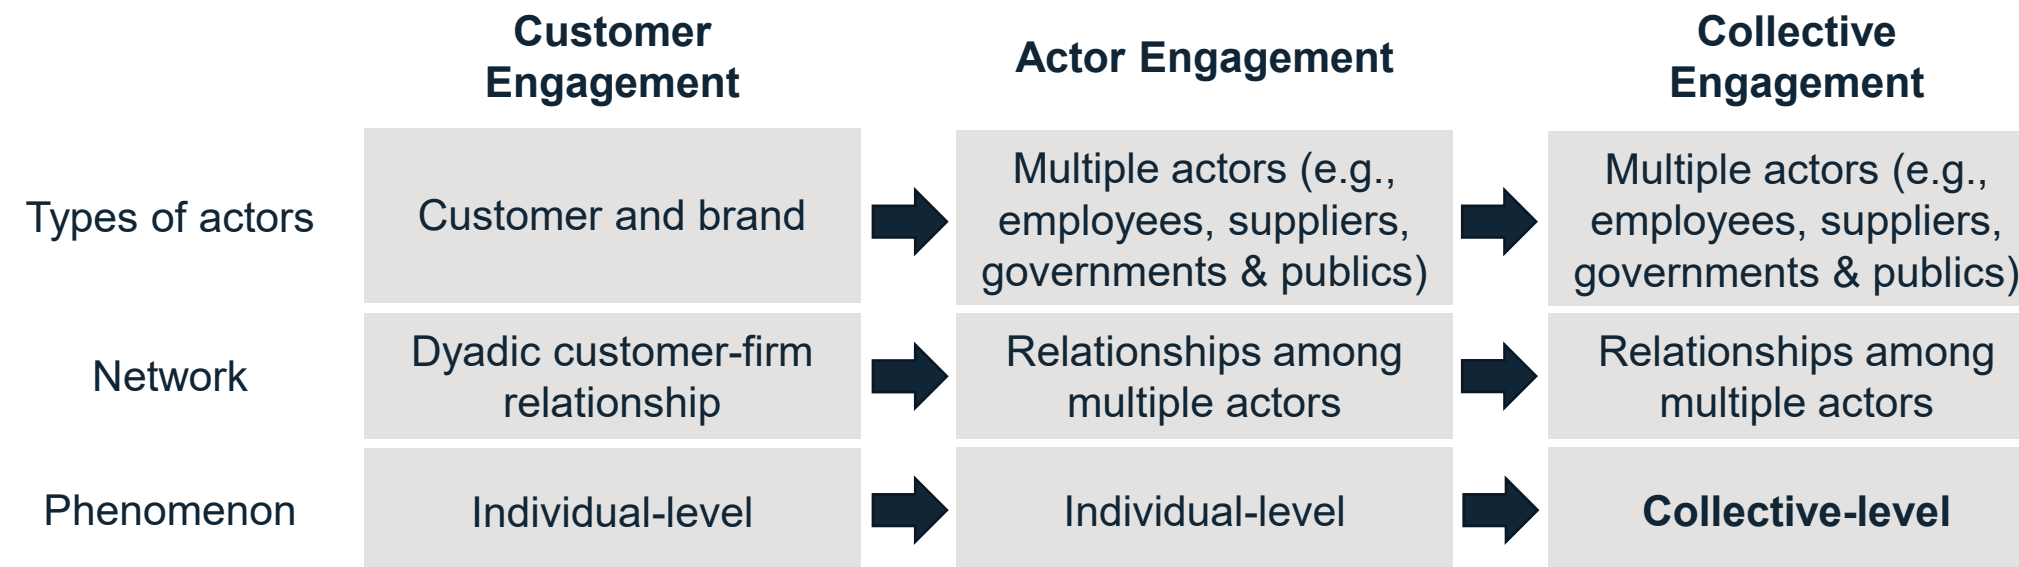 Customer
Engagement
Actor Engagement
Collective
Engagement
Types of actors
Customer and brand
Multiple actors (e.g.,
employees, suppliers,
governments & publics)
Multiple actors (e.g.,
employees, suppliers,
governments & publics)
Network
Dyadic customer-firm
relationship
Relationships among
multiple actors
Relationships among
multiple actors
Phenomenon
Individual-level
Individual-level
Collective-level